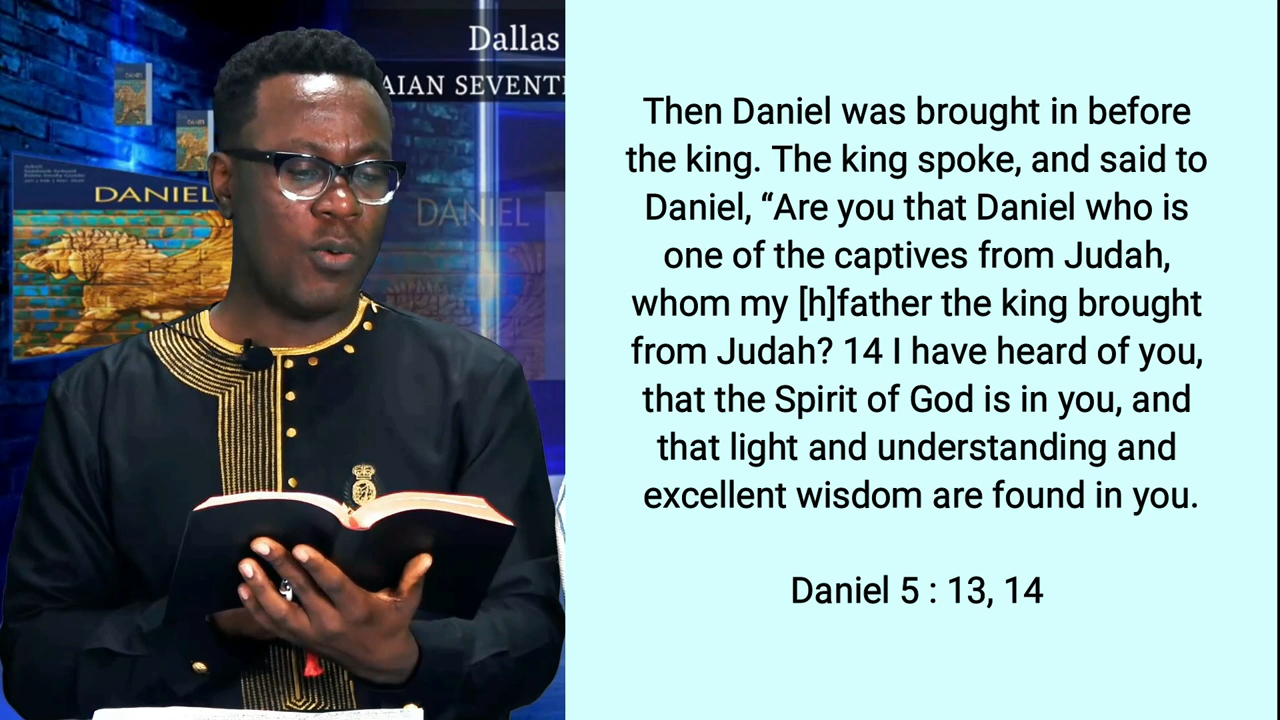 Dallas
AIAN SEVENT
DANIEL
DANIEL
DANIEL
Then Daniel was brought in before
the king. The king spoke, and said to
Daniel, “Are you that Daniel who is
one of the captives from Judah,
whom my [h]father the king brought
from Judah? 14 I have heard of you,
that the Spirit of God is in you, and
that light and understanding and
excellent wisdom are found in you.
Daniel 5 : 13, 14